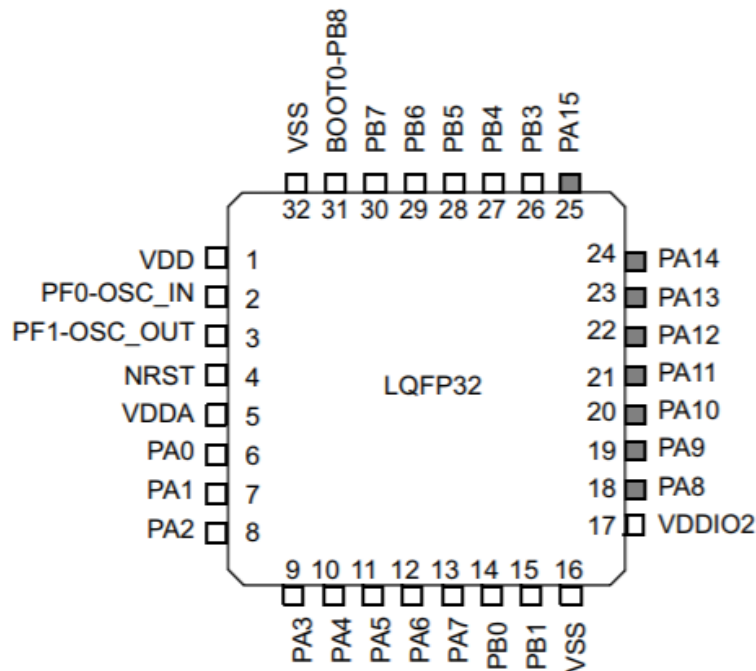 VSS
BOOT0-PB8
PB7
PB6
PB5
PB4
PB3
PA15
32 31 30 29 28 27 26 25
VDD 1
PF0-OSC_IN 2
PF1-OSC_OUT 3
NRST 4
VDDA 5
PA0 6
PA1 7
PA2 8
LQFP32
24 PA14
23 PA13
22 PA12
21 PA11
20 PA10
19 PA9
18 PA8
17 VDDIO2
9 10 11 12 13 14 15 16
PA3
PA4
PA5
PA6
PA7
PB0
PB1
VSS